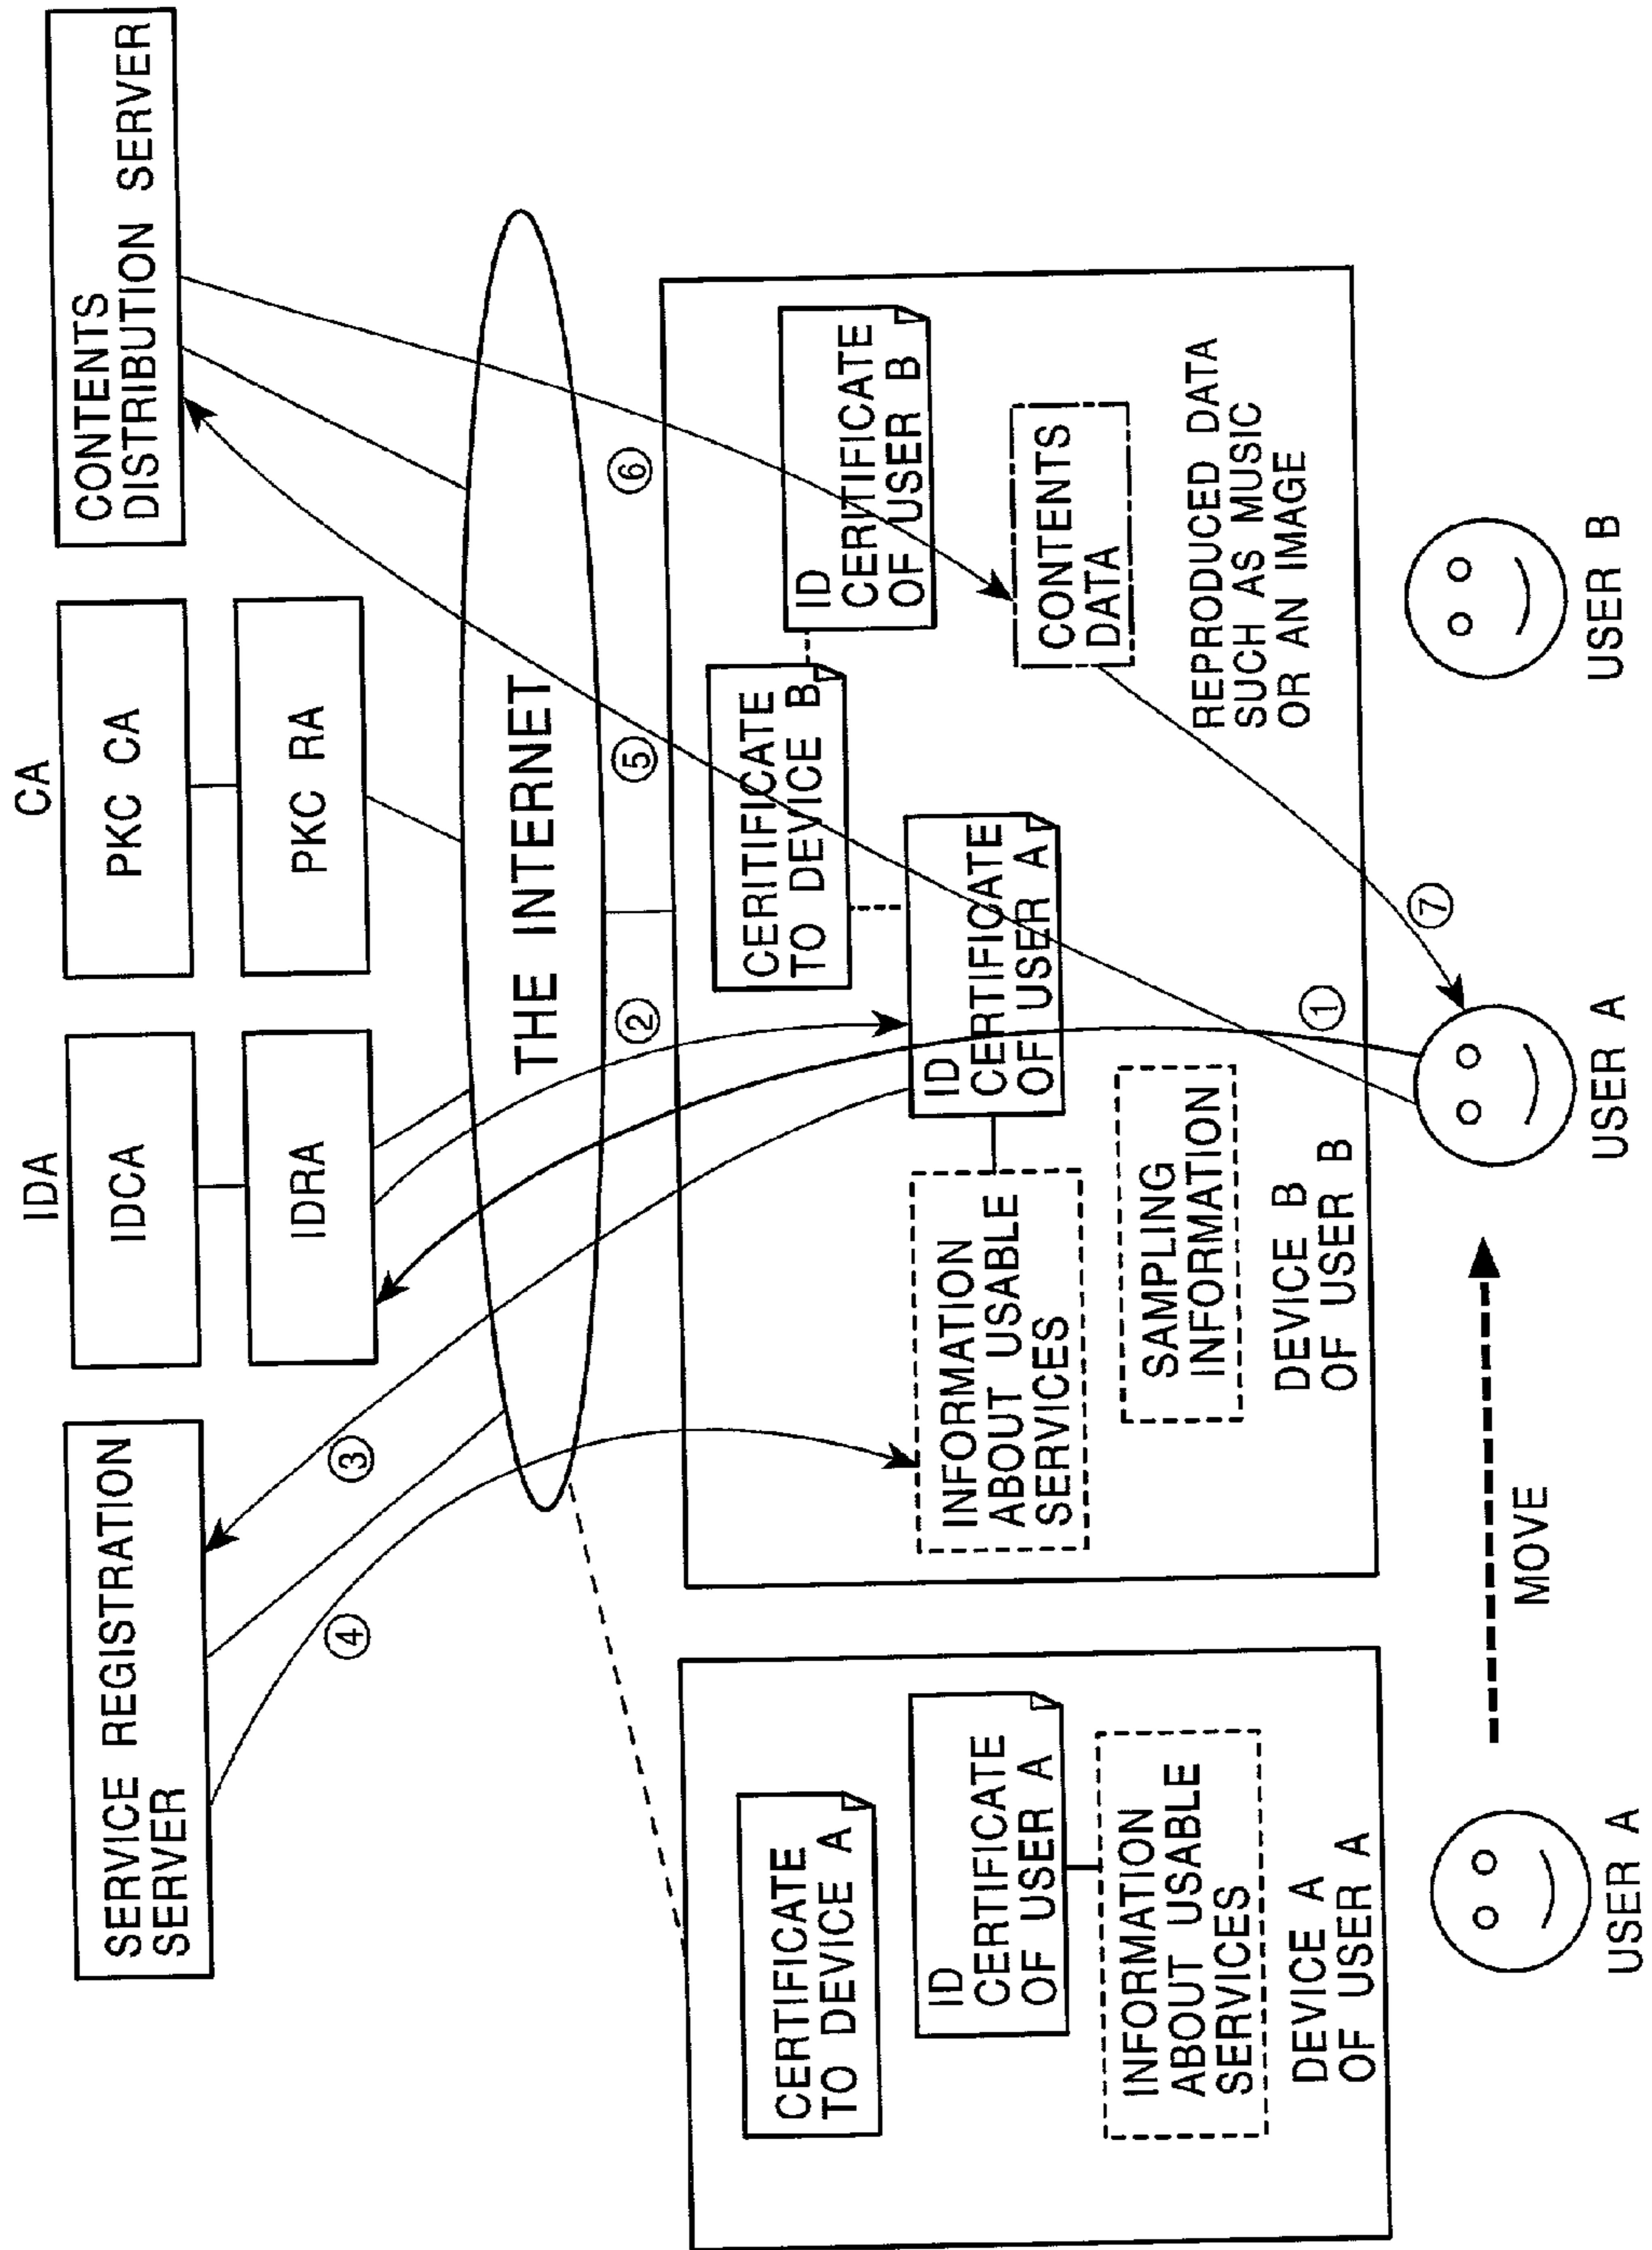 SERVICE REGISTRATION
SERVER
IDA
IDCA
IDRA
CA
PKC CA
PKC RA
CONTENTS
DISTRIBUTION SERVER
③
④
THE INTERNET
②
⑤
⑥
CERTIFICATE
TO DEVICE A
ID
CERTIFICATE
OF USER A
INFORMATION
ABOUT USABLE
SERVICES
DEVICE A
OF USER A
CERITIFICATE
TO DEVICE B
ID
CERITIFICATE
OF USER B
ID
CERTIFICATE
OF USER A
INFORMATION
ABOUT USABLE
SERVICES
CONTENTS
DATA
SAMPLING
INFORMATION
REPRODUCED DATA
SUCH AS MUSIC
OR AN IMAGE
DEVICE B
OF USER B
①
⑦
USER A
MOVE
USER A
USER B